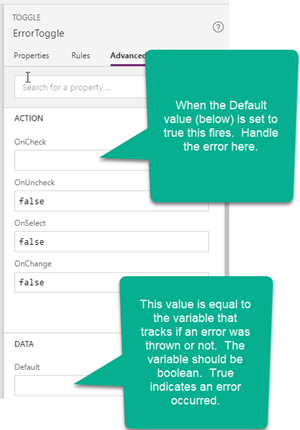 TOGGLE
ErrorToggle
Properties Rules Advanced
Search for a property ...
ACTION
OnCheck
OnUncheck
false
OnSelect
false
OnChange
false
DATA
Default
When the Default
value (below) is set to
true this fires. Handle
the error here.
This value is equal to
the variable that
tracks if an error was
thrown or not. The
variable should be
boolean. True
indicates an error
occurred.